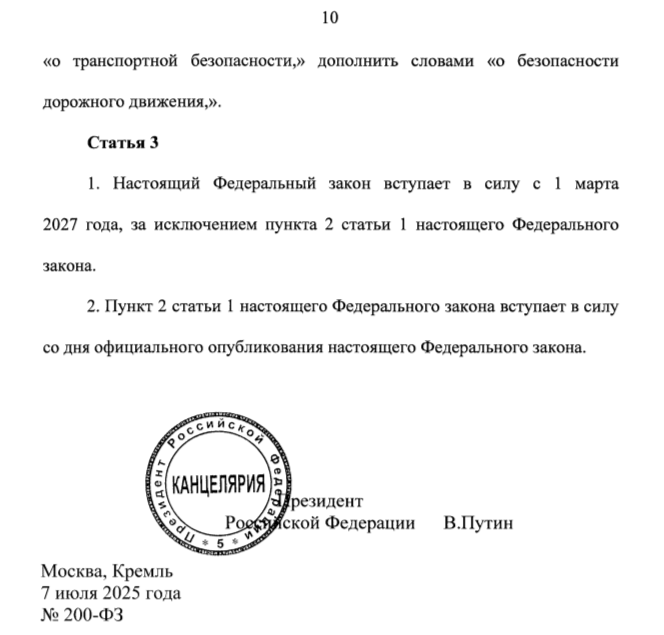 10
«о транспортной безопасности,» дополнить словами «о безопасности
дорожного движения,».
Статья 3
1. Настоящий Федеральный закон вступает в силу с 1 марта
2027 года, за исключением пункта 2 статьи 1 настоящего Федерального
закона.
2. Пункт 2 статьи 1 настоящего Федерального закона вступает в силу
со дня официального опубликования настоящего Федерального закона.
Президент Российской Федерации
КАНЦЕЛЯРИЯ
* 5 *
Президент
Российской Федерации В.Путин
Москва, Кремль
7 июля 2025 года
№ 200-ФЗ